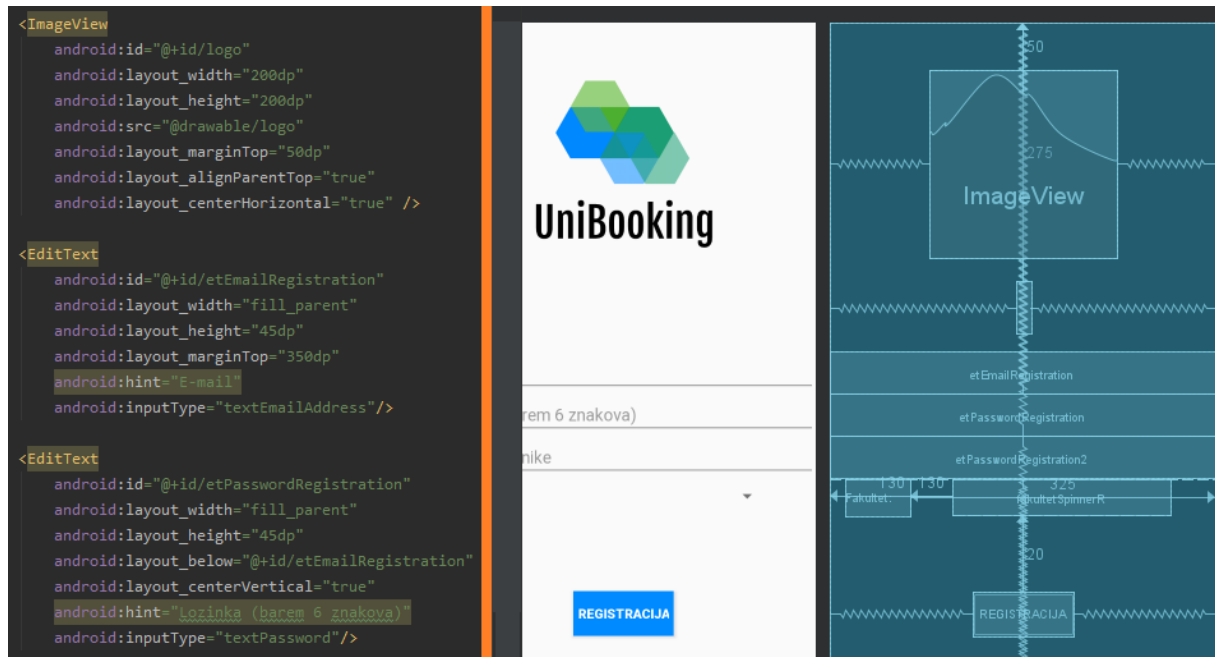 <ImageView
android:id="@+id/logo"
android:layout_width="200dp"
android:layout_height="200dp"
android:src="@drawable/logo"
android:layout_marginTop="50dp"
android:layout_alignParentTop="true"
android:layout_centerHorizontal="true" />
<EditText
android:id="@+id/etEmailRegistration"
android:layout_width="fill_parent"
android:layout_height="45dp"
android:layout_marginTop="350dp"
android:hint="E-mail"
android:inputType="textEmailAddress"/>
<EditText
android:id="@+id/etPasswordRegistration"
android:layout_width="fill_parent"
android:layout_height="45dp"
android:layout_below="@+id/etEmailRegistration"
android:layout_centerVertical="true"
android:hint="Lozinka (barem 6 znakova)"
android:inputType="textPassword"/>
UniBooking
rem 6 znakova)
nike
REGISTRACIJA
50
275
ImageView
etEmailRegistration
etPasswordRegistration
etPasswordRegistration2
130 130 325
Fakultet:
20
REGISTRACIJA